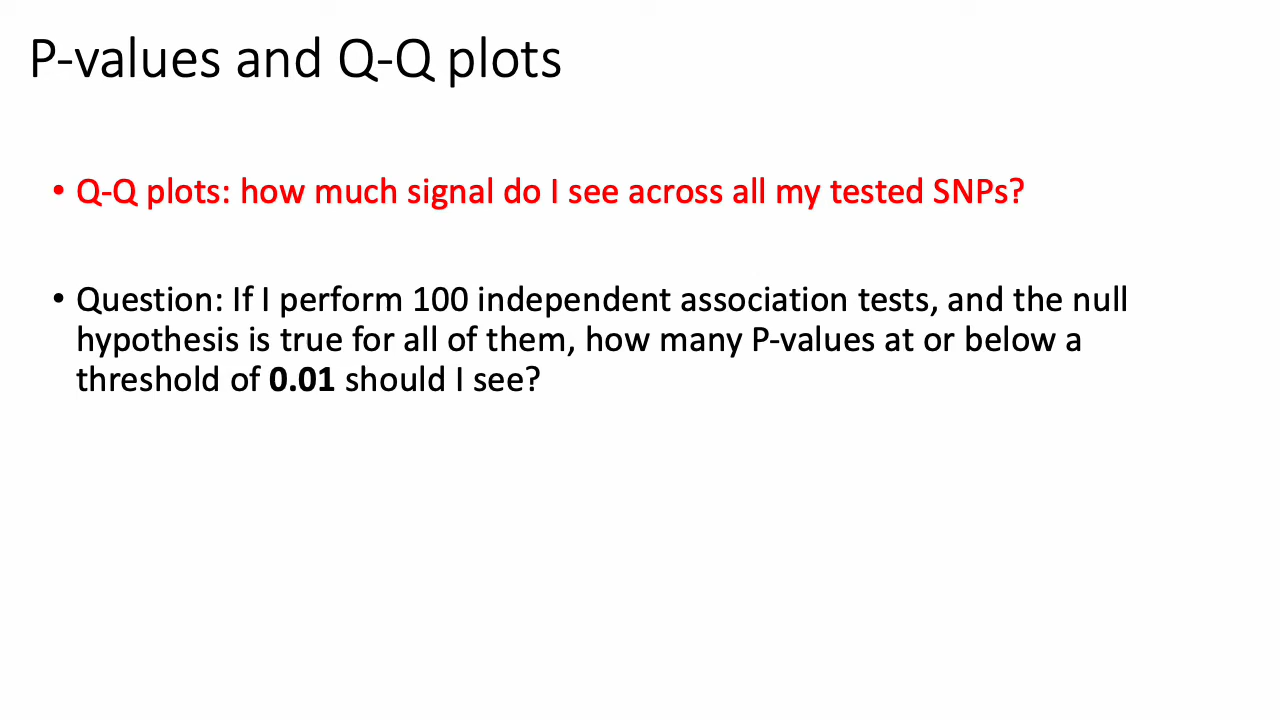 P-values and Q-Q plots
• Q-Q plots: how much signal do I see across all my tested SNPs?
• Question: If I perform 100 independent association tests, and the null
hypothesis is true for all of them, how many P-values at or below a
threshold of 0.01 should I see?